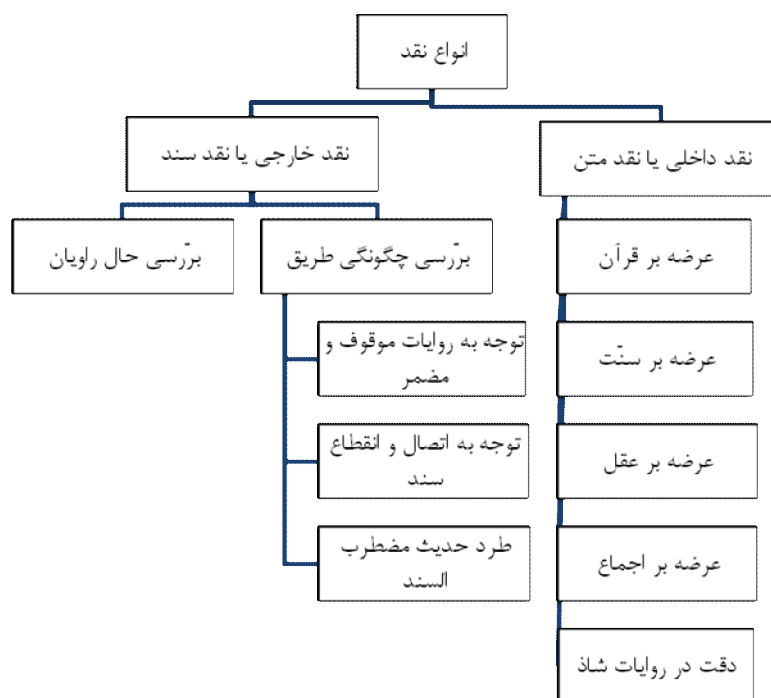 انواع نقد
نقد داخلی یا نقد متن
عرضه بر قرآن
عرضه بر سنّت
عرضه بر عقل
عرضه بر اجماع
دقت در روایات شاذ
نقد خارجی یا نقد سند
بررّسی چگونگی طریق
توجه به روایات موقوف و
مضمر
توجه به اتصال و انقطاع
سند
طرد حدیث مضطرب
السند
بررّسی حال راویان